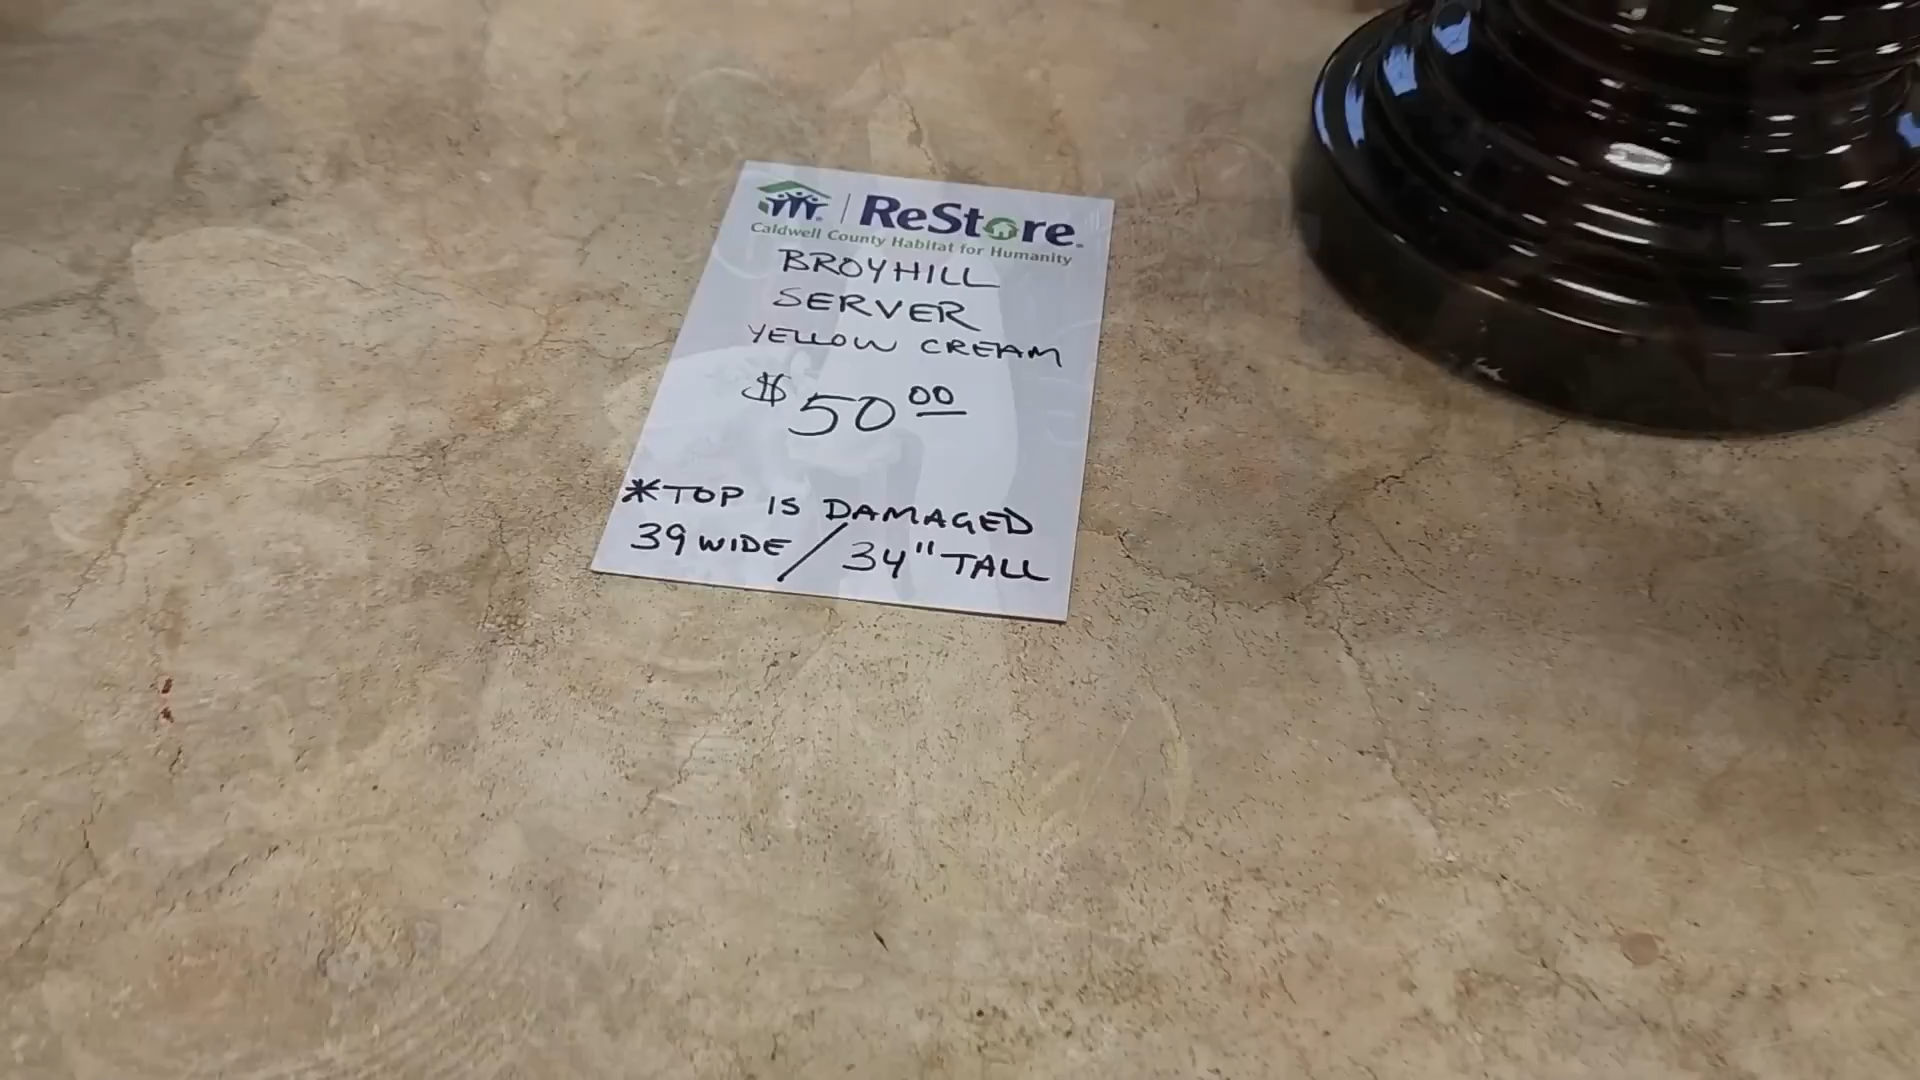 ReStore.
Caldwell County Habitat for Humanity
BROYHILL
SERVER
YELLOW CREAM
$50 00
*TOP IS DAMAGED
39 WIDE / 34" TALL